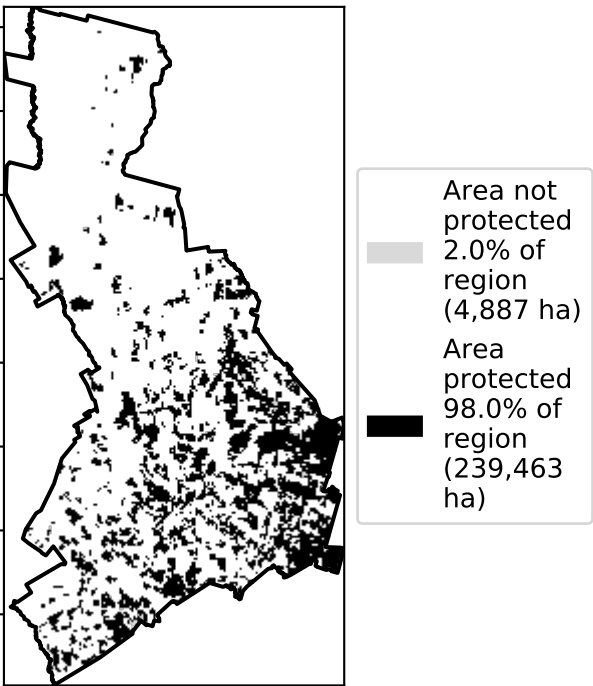 Area not
protected
2.0% of
region
(4,887 ha)
Area
protected
98.0% of
region
(239,463
ha)